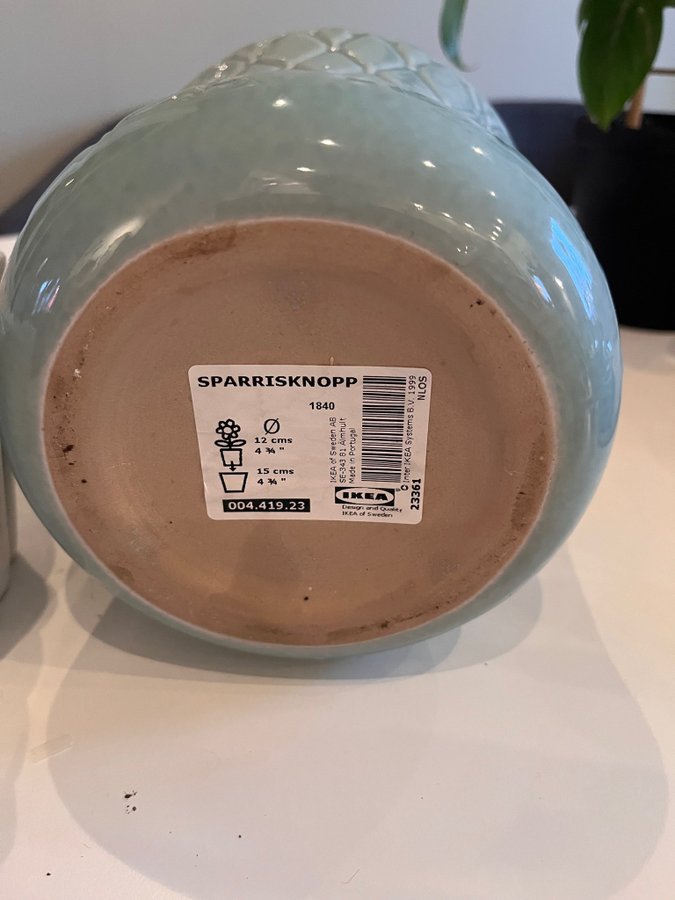 SPARRISKNOPP
1840
Ø
12 cms
4 ¾ "
15 cms
4 ¾ "
004.419.23
IKEA of Sweden AB
SE-343 81 Älmhult
Made in Portugal
IKEA
Design and Quality
IKEA of Sweden
© Inter IKEA Systems B.V. 1999
23361
NLOS